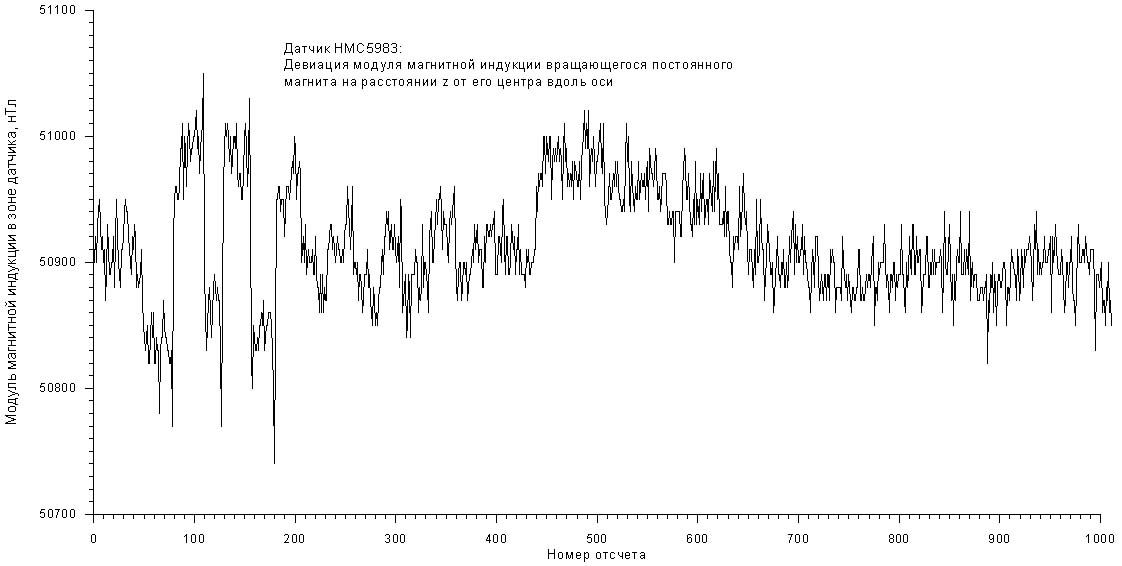 51100
Датчик HMC5983:
Девиация модуля магнитной индукции вращающегося постоянного
магнита на расстоянии z от его центра вдоль оси
51000
50900
50800
50700
Модуль магнитной индукции в зоне датчика, нТл
0 100 200 300 400 500 600 700 800 900 1000
Номер отсчета